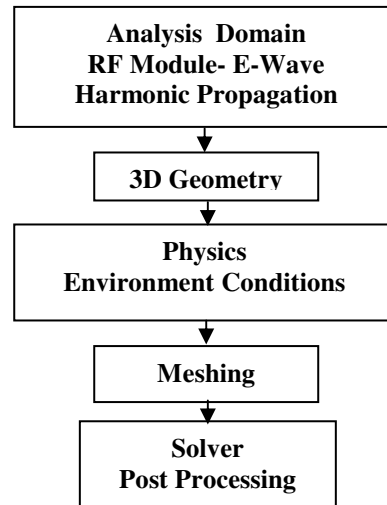 Analysis Domain
RF Module- E-Wave
Harmonic Propagation
3D Geometry
Physics
Environment Conditions
Meshing
Solver
Post Processing